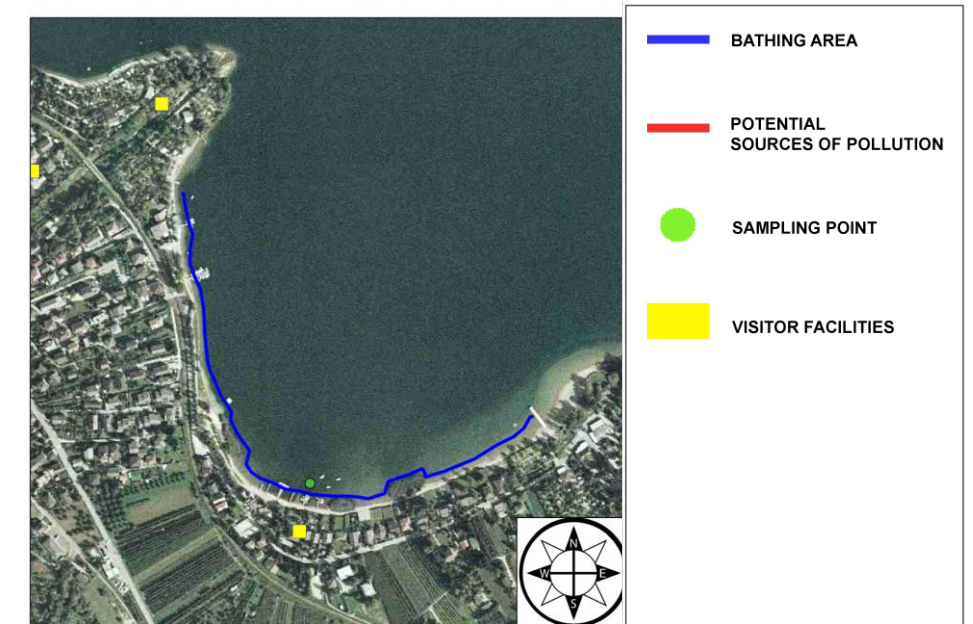 BATHING AREA
POTENTIAL
SOURCES OF POLLUTION
SAMPLING POINT
VISITOR FACILITIES
N
W E
S